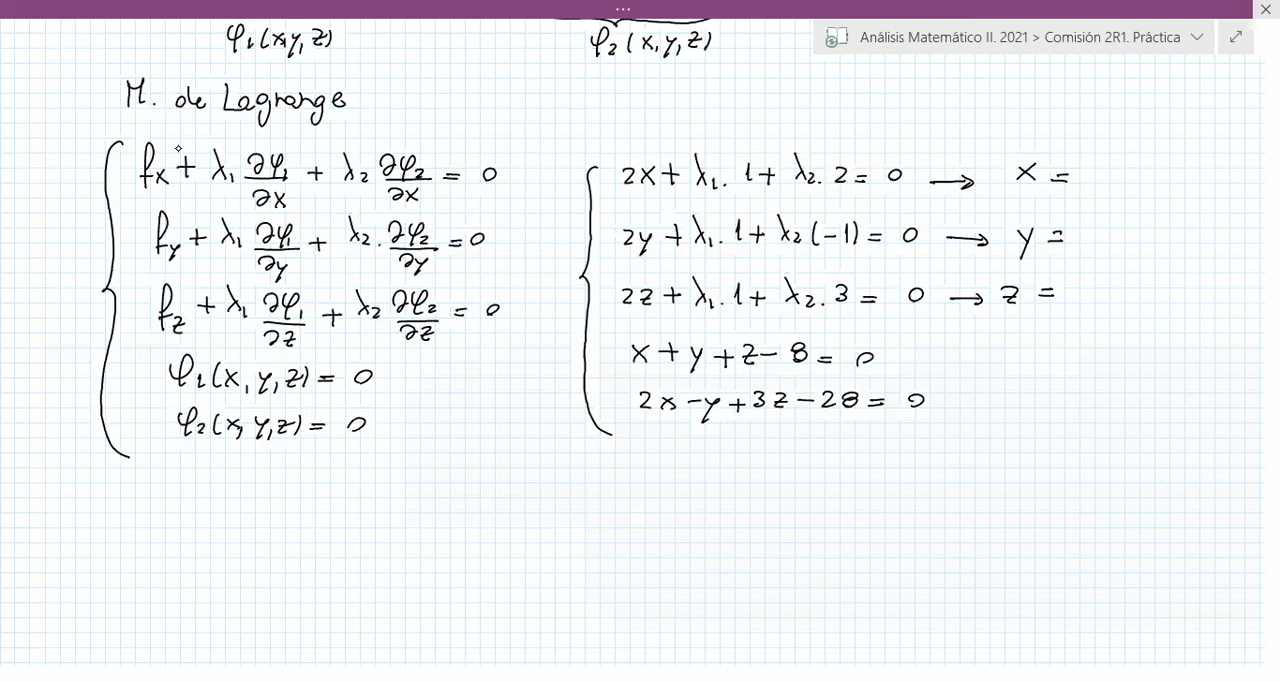 ...
φ₁(x,y,z)
φ₂(x,y,z)
Análisis Matemático II. 2021 > Comisión 2R1. Práctica
M. de Lagrange
fx + λ₁ ∂φ₁/∂x + λ₂ ∂φ₂/∂x = 0
fy + λ₁ ∂φ₁/∂y + λ₂. ∂φ₂/∂y = 0
fz + λ₁ ∂φ₁/∂z + λ₂ ∂φ₂/∂z = 0
φ₁(x,y,z) = 0
φ₂(x,y,z) = 0
2x + λ₁. 1 + λ₂. 2 = 0 → x =
2y + λ₁. 1 + λ₂(-1) = 0 → y =
2z + λ₁. 1 + λ₂. 3 = 0 → z =
x + y + z - 8 = 0
2x - y + 3z - 28 = 0